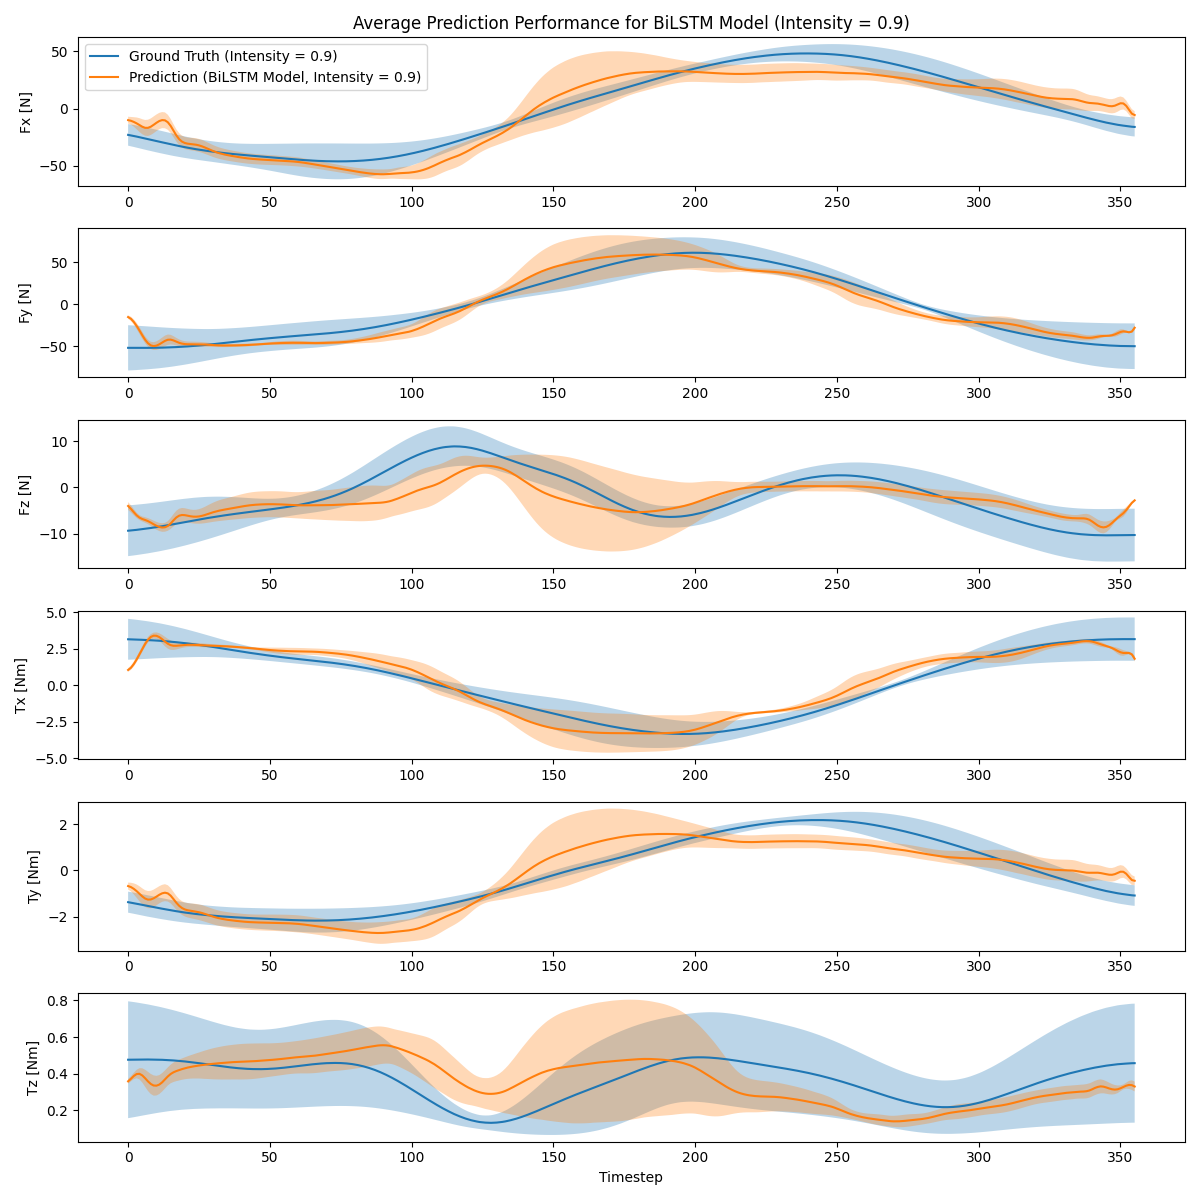 Average Prediction Performance for BiLSTM Model (Intensity = 0.9)
Ground Truth (Intensity = 0.9)
Prediction (BiLSTM Model, Intensity = 0.9)
Fx [N]
50
0
−50
0 50 100 150 200 250 300 350
Fy [N]
50
0
−50
0 50 100 150 200 250 300 350
Fz [N]
10
0
−10
0 50 100 150 200 250 300 350
Tx [Nm]
5.0
2.5
0.0
−2.5
−5.0
0 50 100 150 200 250 300 350
Ty [Nm]
2
0
−2
0 50 100 150 200 250 300 350
Tz [Nm]
0.8
0.6
0.4
0.2
0 50 100 150 200 250 300 350
Timestep